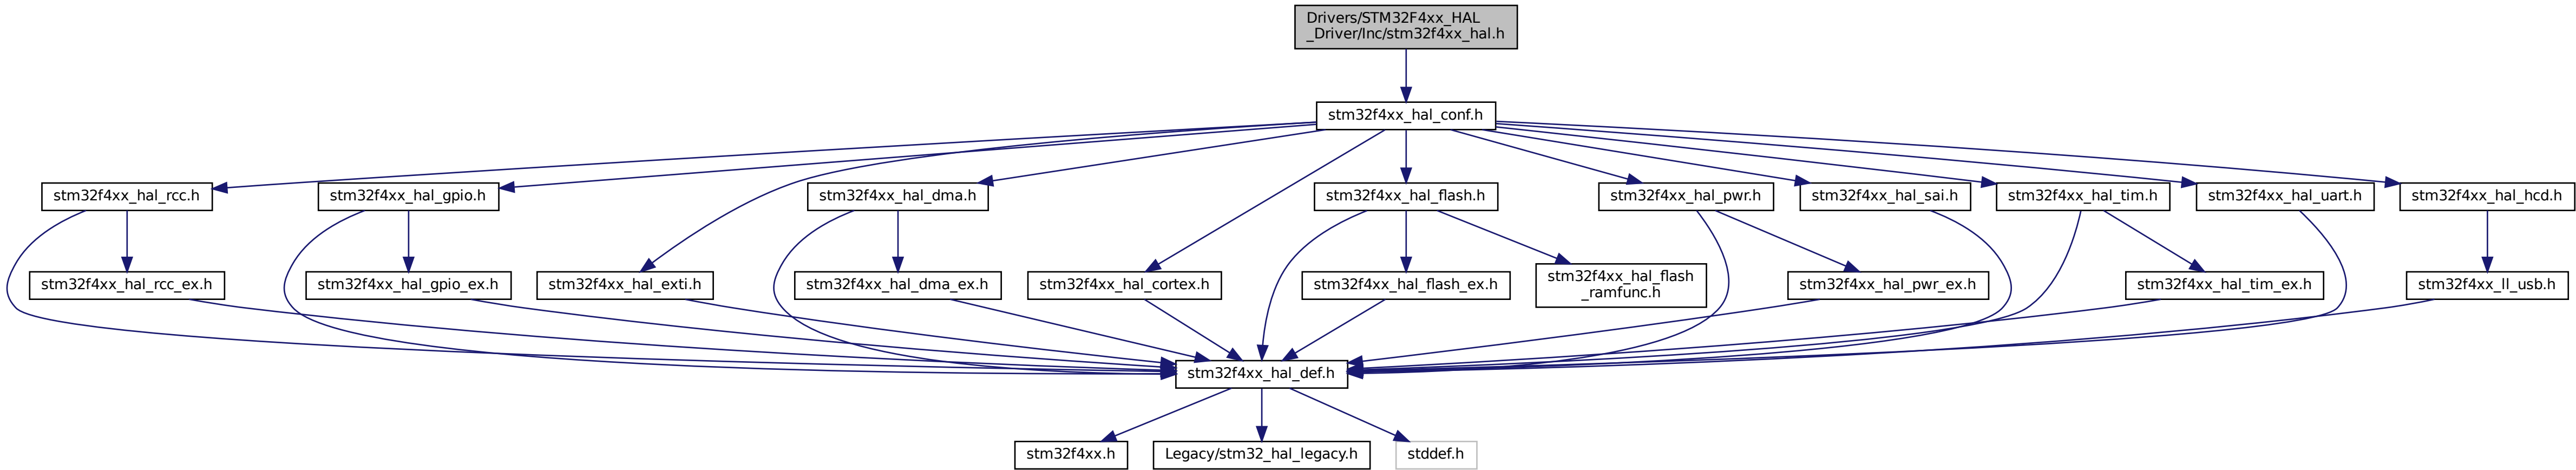 Drivers/STM32F4xx_HAL
_Driver/Inc/stm32f4xx_hal.h
stm32f4xx_hal_conf.h
stm32f4xx_hal_rcc.h
stm32f4xx_hal_gpio.h
stm32f4xx_hal_dma.h
stm32f4xx_hal_flash.h
stm32f4xx_hal_pwr.h
stm32f4xx_hal_sai.h
stm32f4xx_hal_tim.h
stm32f4xx_hal_uart.h
stm32f4xx_hal_hcd.h
stm32f4xx_hal_rcc_ex.h
stm32f4xx_hal_gpio_ex.h
stm32f4xx_hal_exti.h
stm32f4xx_hal_dma_ex.h
stm32f4xx_hal_cortex.h
stm32f4xx_hal_flash_ex.h
stm32f4xx_hal_flash
_ramfunc.h
stm32f4xx_hal_pwr_ex.h
stm32f4xx_hal_tim_ex.h
stm32f4xx_ll_usb.h
stm32f4xx_hal_def.h
stm32f4xx.h
Legacy/stm32_hal_legacy.h
stddef.h